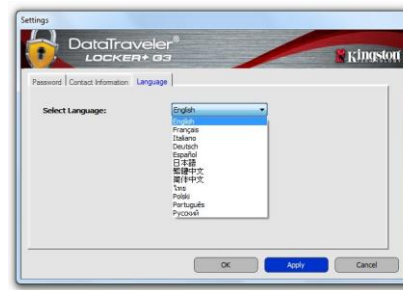 Settings
DataTraveler®
LOCKER+ G3
Kingston
Password
Contact Information
Language
Select Language:
English
English
Français
Italiano
Deutsch
Español
日本語
繁體中文
简体中文
ไทย
Polski
Português
Русский
OK
Apply
Cancel